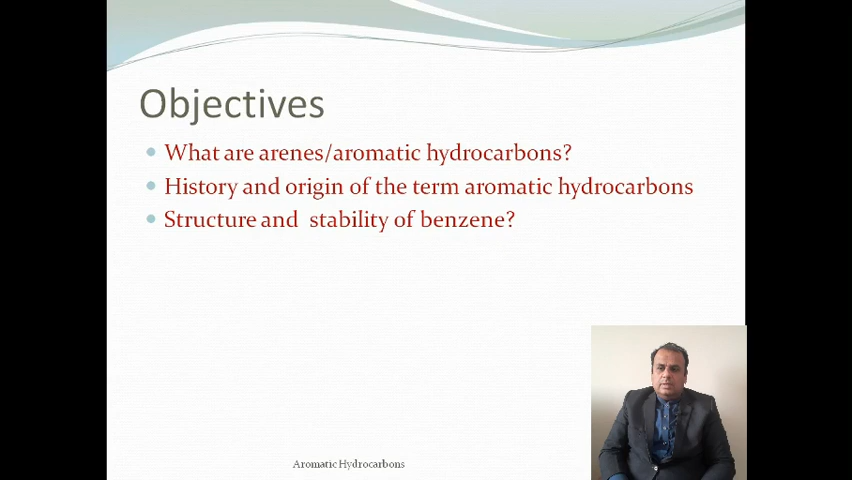 Objectives
What are arenes/aromatic hydrocarbons?
History and origin of the term aromatic hydrocarbons
Structure and stability of benzene?
Aromatic Hydrocarbons